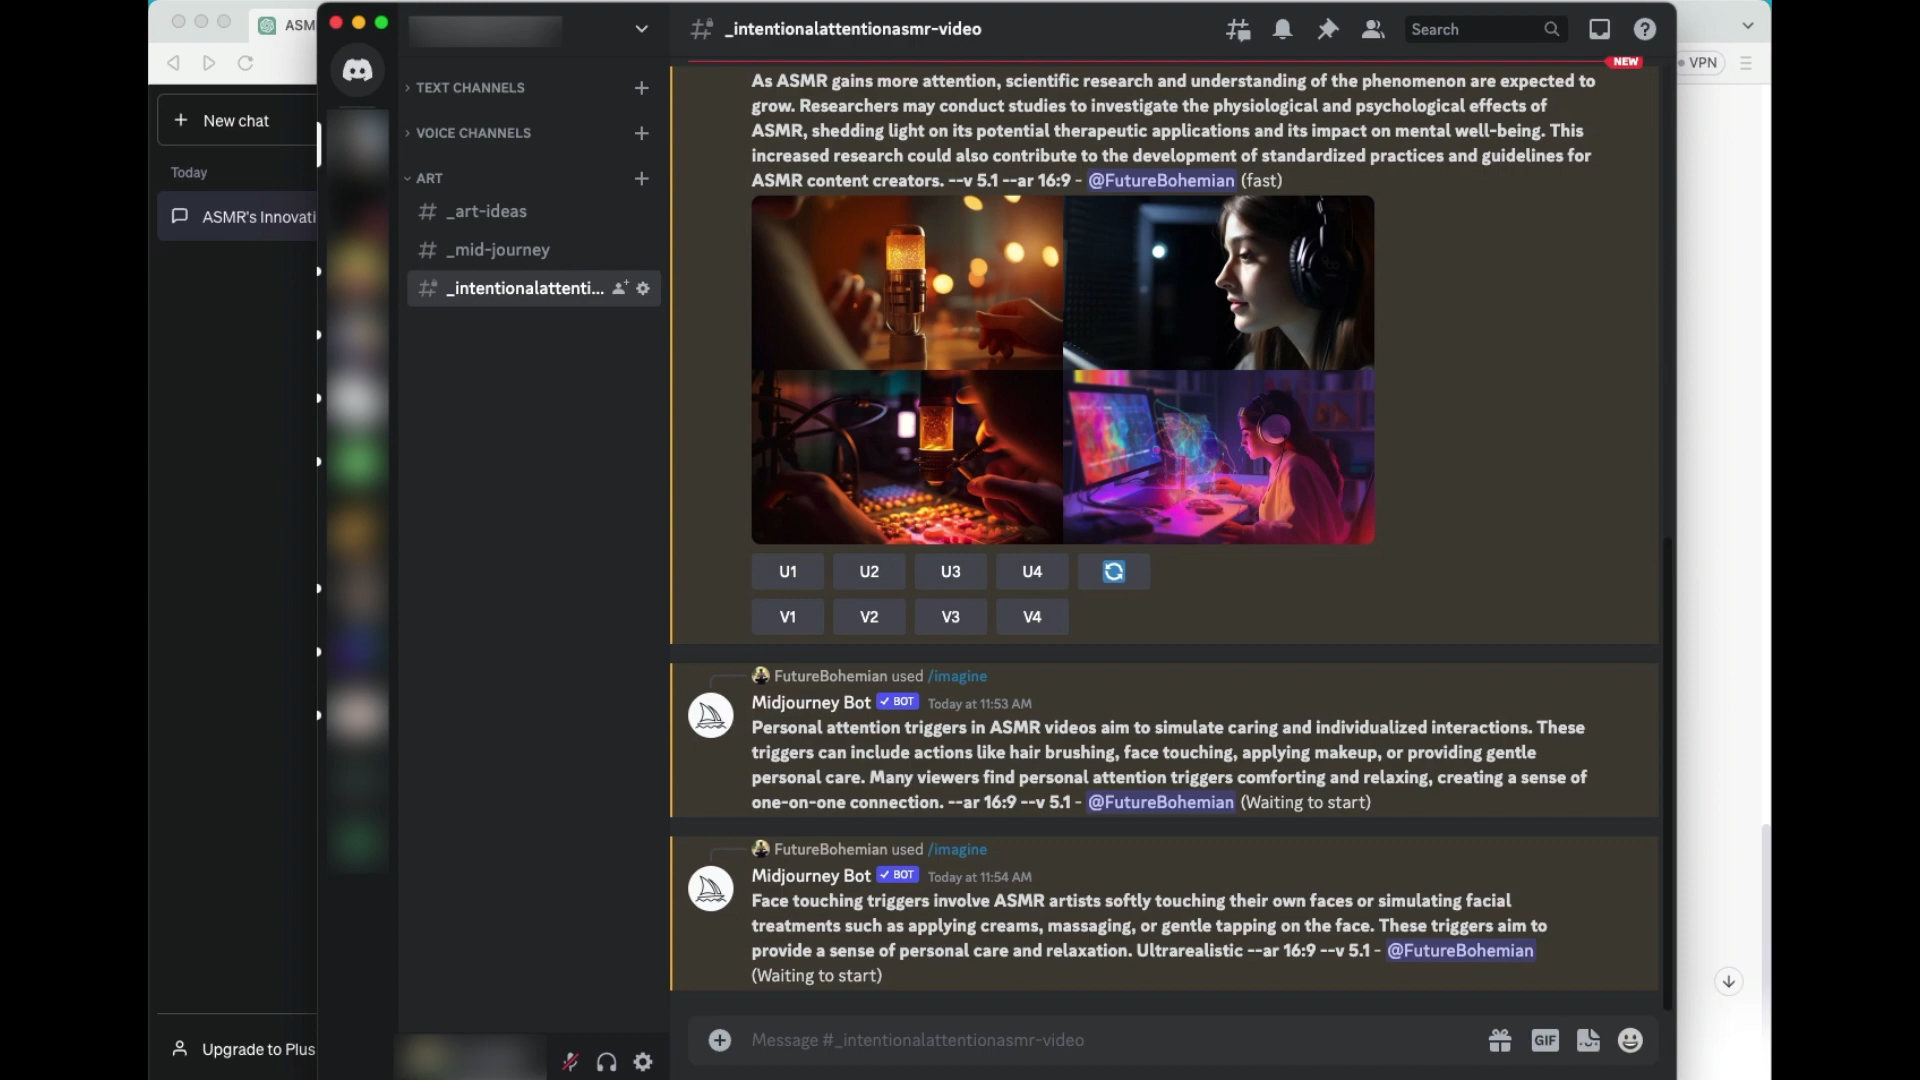 ASM
VPN
New chat
Today
ASMR's Innovati
Upgrade to Plus
TEXT CHANNELS
VOICE CHANNELS
ART
_art-ideas
_mid-journey
_intentionalattenti...
_intentionalattentionasmr-video
Search
NEW
As ASMR gains more attention, scientific research and understanding of the phenomenon are expected to
grow. Researchers may conduct studies to investigate the physiological and psychological effects of
ASMR, shedding light on its potential therapeutic applications and its impact on mental well-being. This
increased research could also contribute to the development of standardized practices and guidelines for
ASMR content creators. --v 5.1 --ar 16:9 - @FutureBohemian (fast)
U1 U2 U3 U4
V1 V2 V3 V4
FutureBohemian used /imagine
Midjourney Bot ✓ BOT Today at 11:53 AM
Personal attention triggers in ASMR videos aim to simulate caring and individualized interactions. These
triggers can include actions like hair brushing, face touching, applying makeup, or providing gentle
personal care. Many viewers find personal attention triggers comforting and relaxing, creating a sense of
one-on-one connection. --ar 16:9 --v 5.1 - @FutureBohemian (Waiting to start)
FutureBohemian used /imagine
Midjourney Bot ✓ BOT Today at 11:54 AM
Face touching triggers involve ASMR artists softly touching their own faces or simulating facial
treatments such as applying creams, massaging, or gentle tapping on the face. These triggers aim to
provide a sense of personal care and relaxation. Ultrarealistic --ar 16:9 --v 5.1 - @FutureBohemian
(Waiting to start)
Message #_intentionalattentionasmr-video
GIF